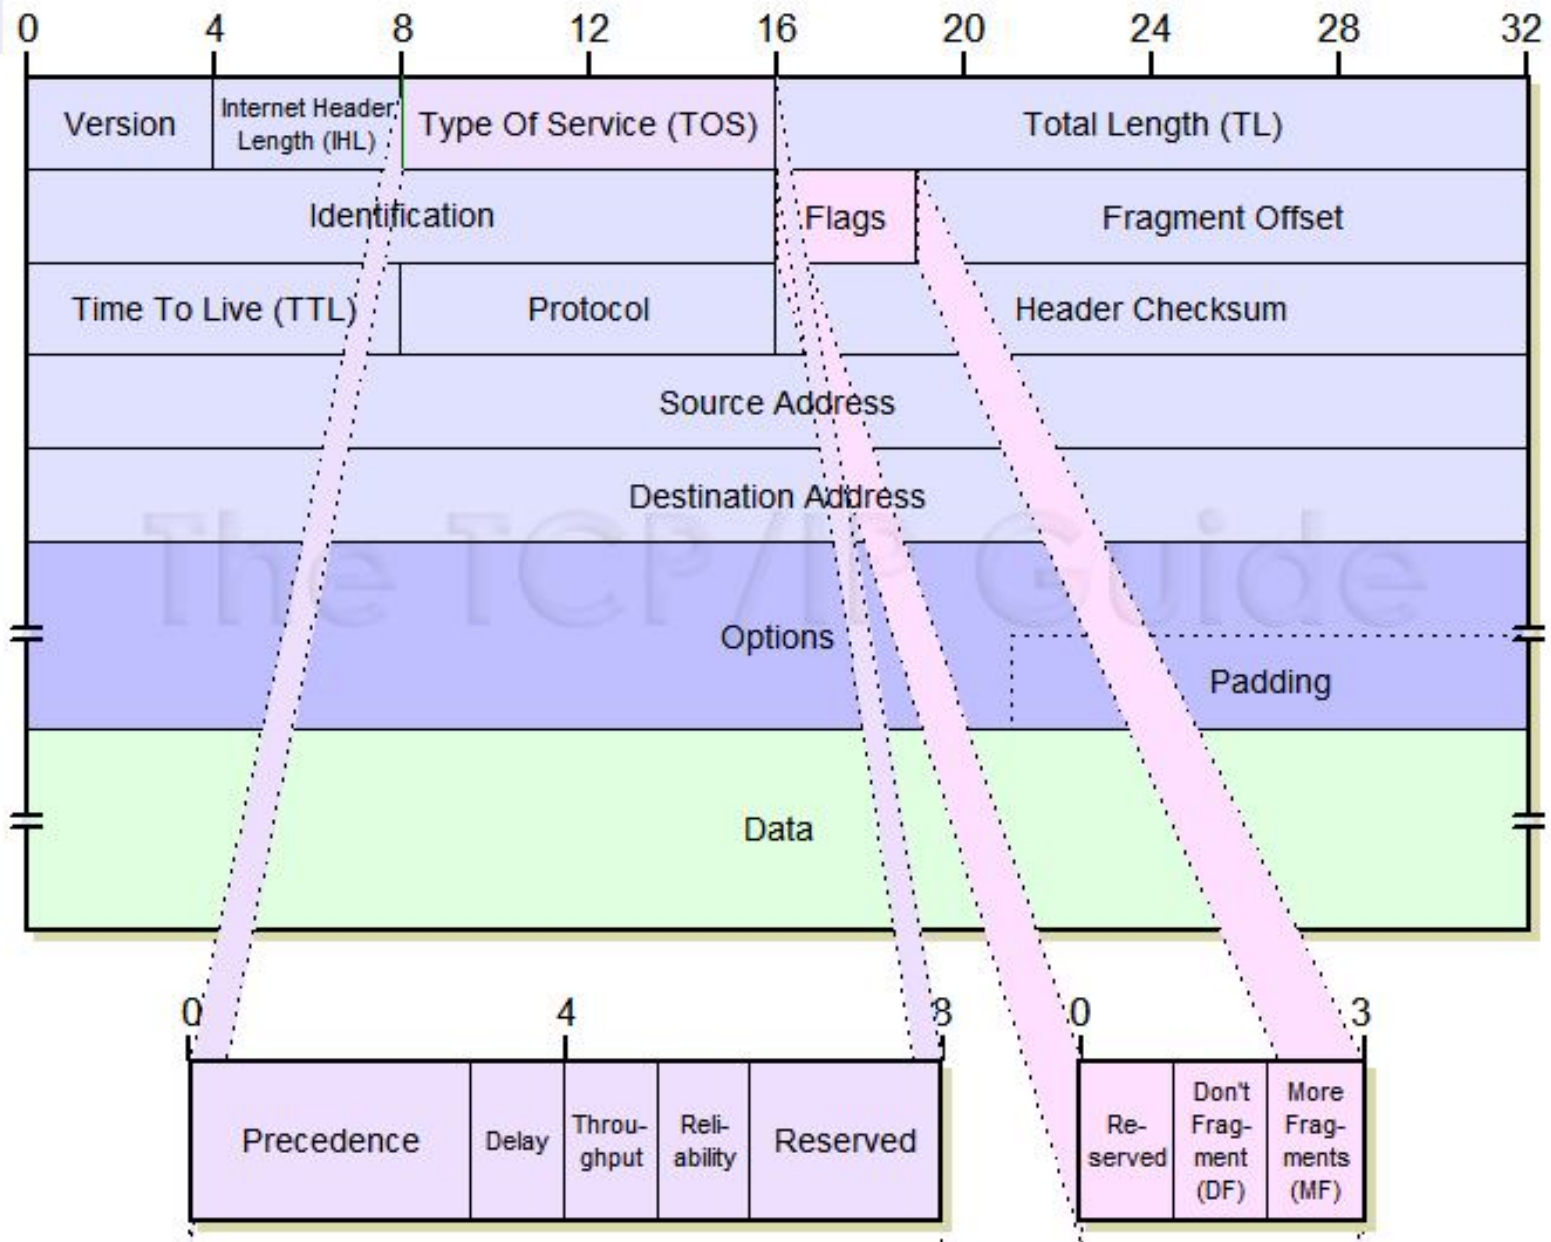 0 4 8 12 16 20 24 28 32
Version
Internet Header
Length (IHL)
Type Of Service (TOS)
Total Length (TL)
Identification
Flags
Fragment Offset
Time To Live (TTL)
Protocol
Header Checksum
Source Address
Destination Address
The TCP/IP Guide
Options
Padding
Data
0 4 8 0 3
Precedence
Delay
Throu-
ghput
Reli-
ability
Reserved
Re-
served
Don't
Frag-
ment
(DF)
More
Frag-
ments
(MF)